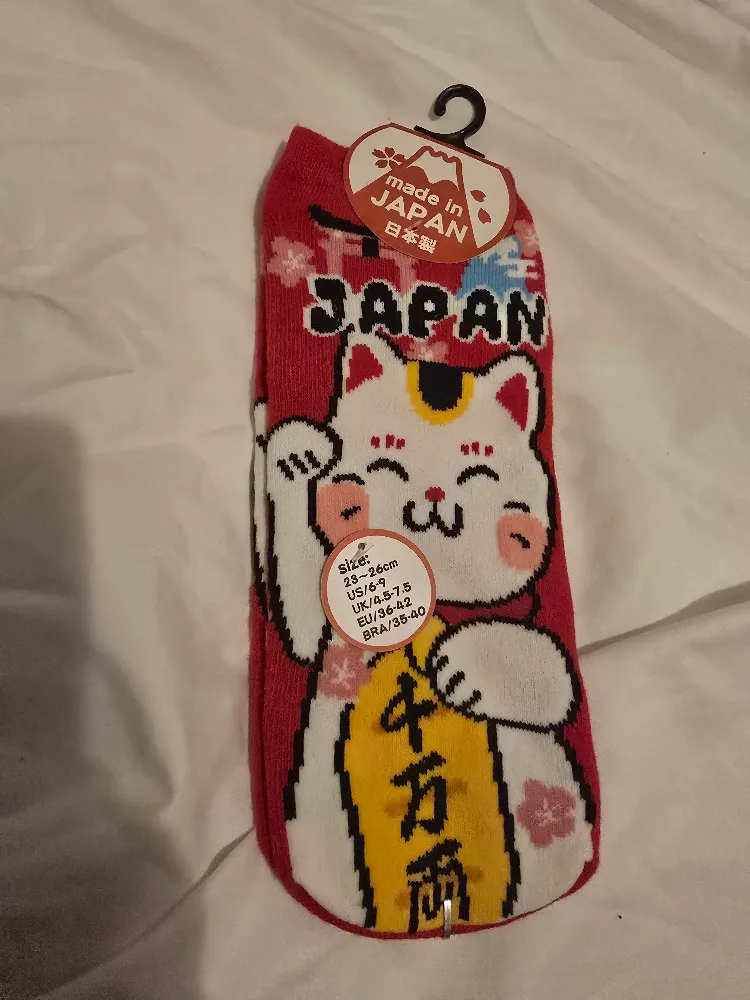 made in
JAPAN
日本製
JAPAN
size:
23~26cm
US/6-9
UK/4.5-7.5
EU/36-42
BRA/35-40
千
万
両